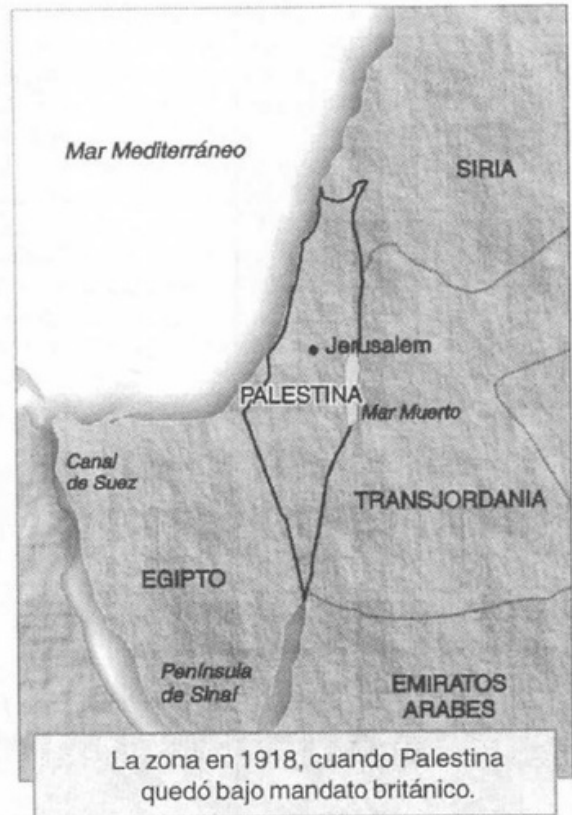 Mar Mediterráneo
SIRIA
Jerusalem
PALESTINA
Mar Muerto
Canal
de Suez
TRANSJORDANIA
EGIPTO
Península
de Sinaí
EMIRATOS
ARABES
La zona en 1918, cuando Palestina
quedó bajo mandato británico.